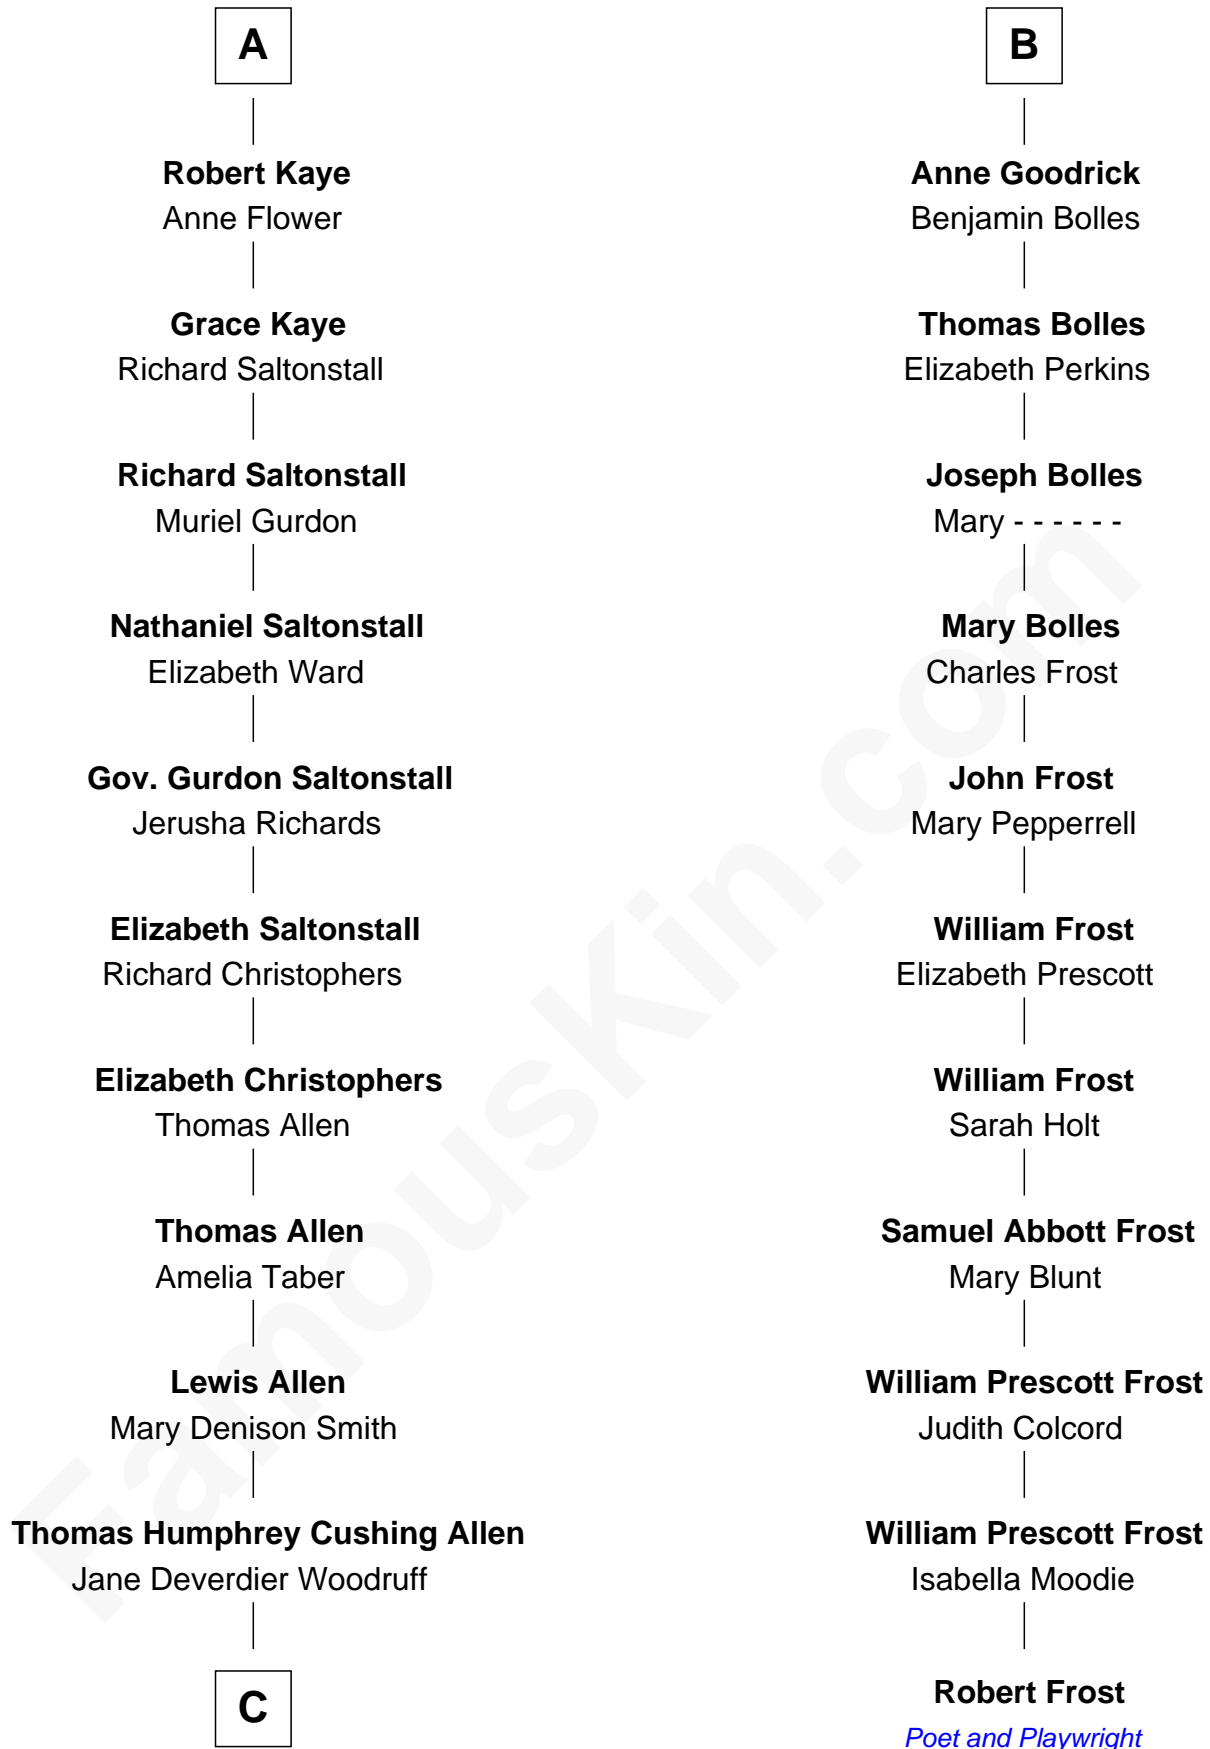 A
Robert Kaye
Anne Flower
Grace Kaye
Richard Saltonstall
Richard Saltonstall
Muriel Gurdon
Nathaniel Saltonstall
Elizabeth Ward
Gov. Gurdon Saltonstall
Jerusha Richards
Elizabeth Saltonstall
Richard Christophers
Elizabeth Christophers
Thomas Allen
Thomas Allen
Amelia Taber
Lewis Allen
Mary Denison Smith
Thomas Humphrey Cushing Allen
Jane Deverdier Woodruff
C
B
Anne Goodrick
Benjamin Bolles
Thomas Bolles
Elizabeth Perkins
Joseph Bolles
Mary - - - - - -
Mary Bolles
Charles Frost
John Frost
Mary Pepperrell
William Frost
Elizabeth Prescott
William Frost
Sarah Holt
Samuel Abbott Frost
Mary Blunt
William Prescott Frost
Judith Colcord
William Prescott Frost
Isabella Moodie
Robert Frost
Poet and Playwright
FamousKin.com